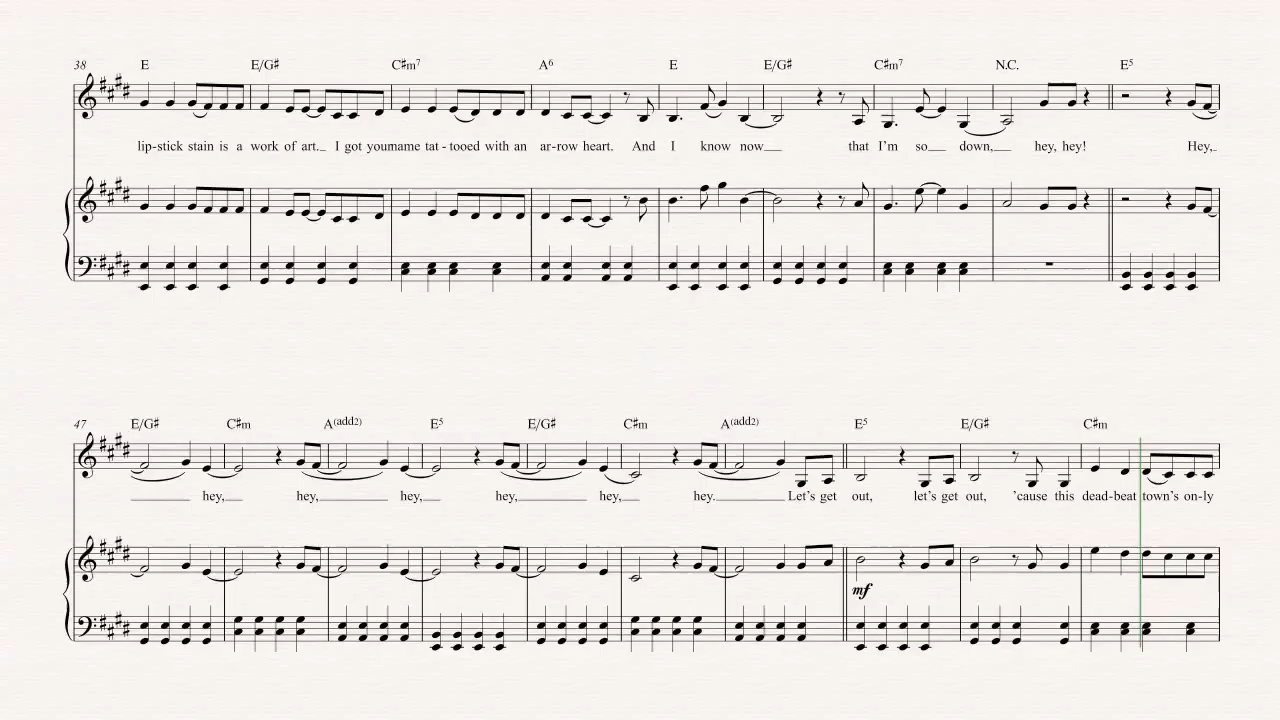 38 E E/G♯ C♯m7 A6 E E/G♯ C♯m7 N.C. E5
lip-stick stain is a work of art. I got yourname tat-tooed with an ar-row heart. And I know now that I'm so down, hey, hey! Hey,
47 E/G♯ C♯m A(add2) E5 E/G♯ C♯m A(add2) E5 E/G♯ C♯m
hey, hey, hey, hey, hey, hey. Let's get out, let's get out, 'cause this dead-beat town's on-ly
mf